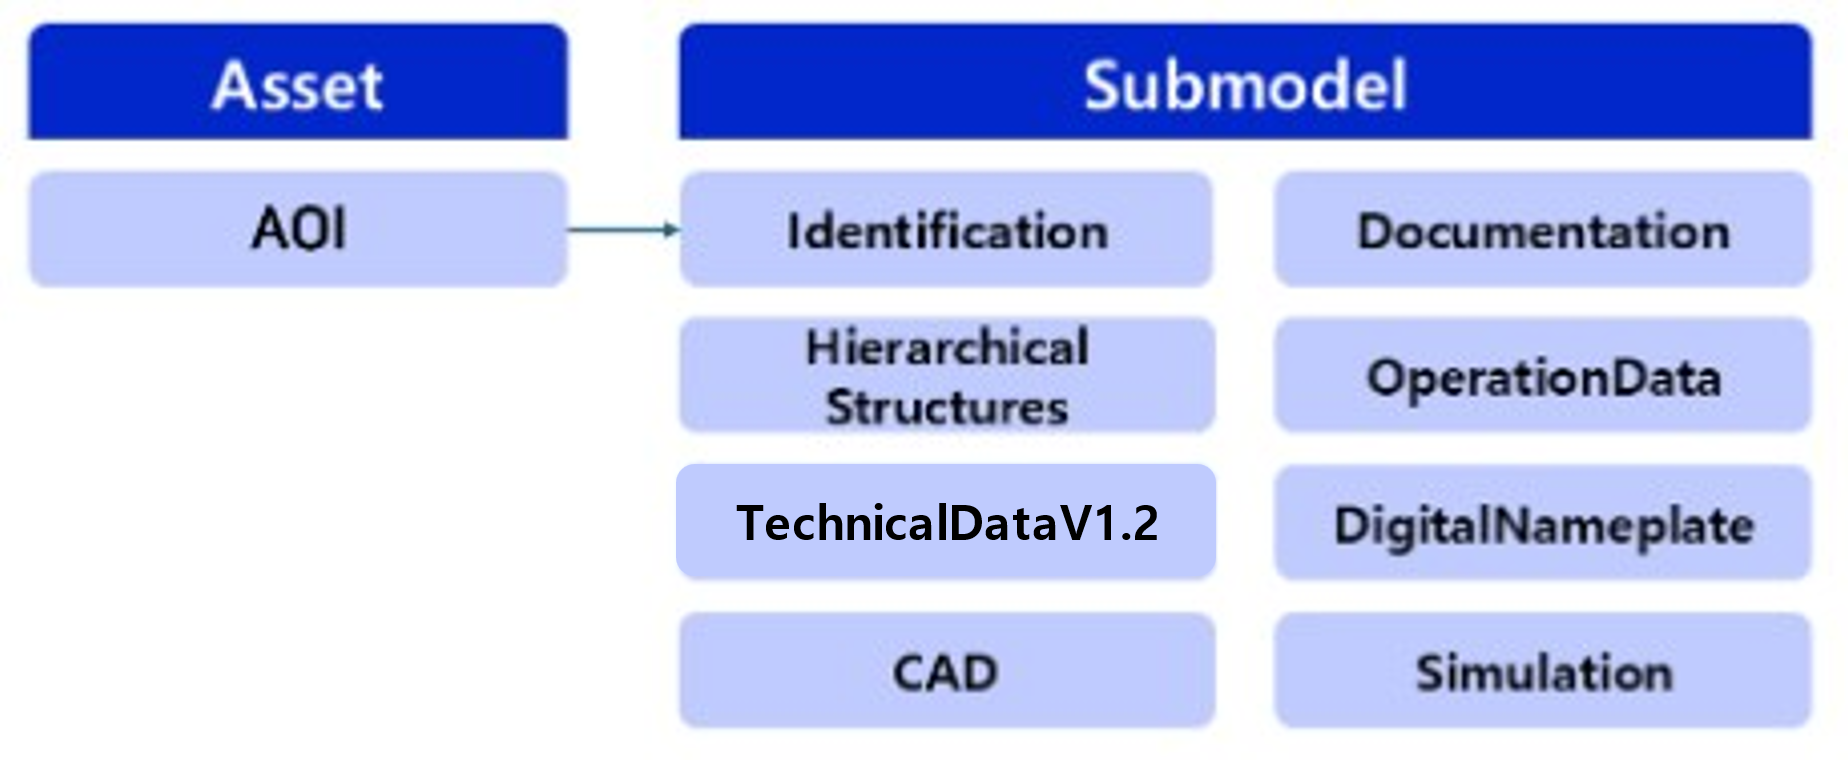 Asset
Submodel
AOI
Identification
Documentation
Hierarchical
Structures
OperationData
TechnicalDataV1.2
DigitalNameplate
CAD
Simulation